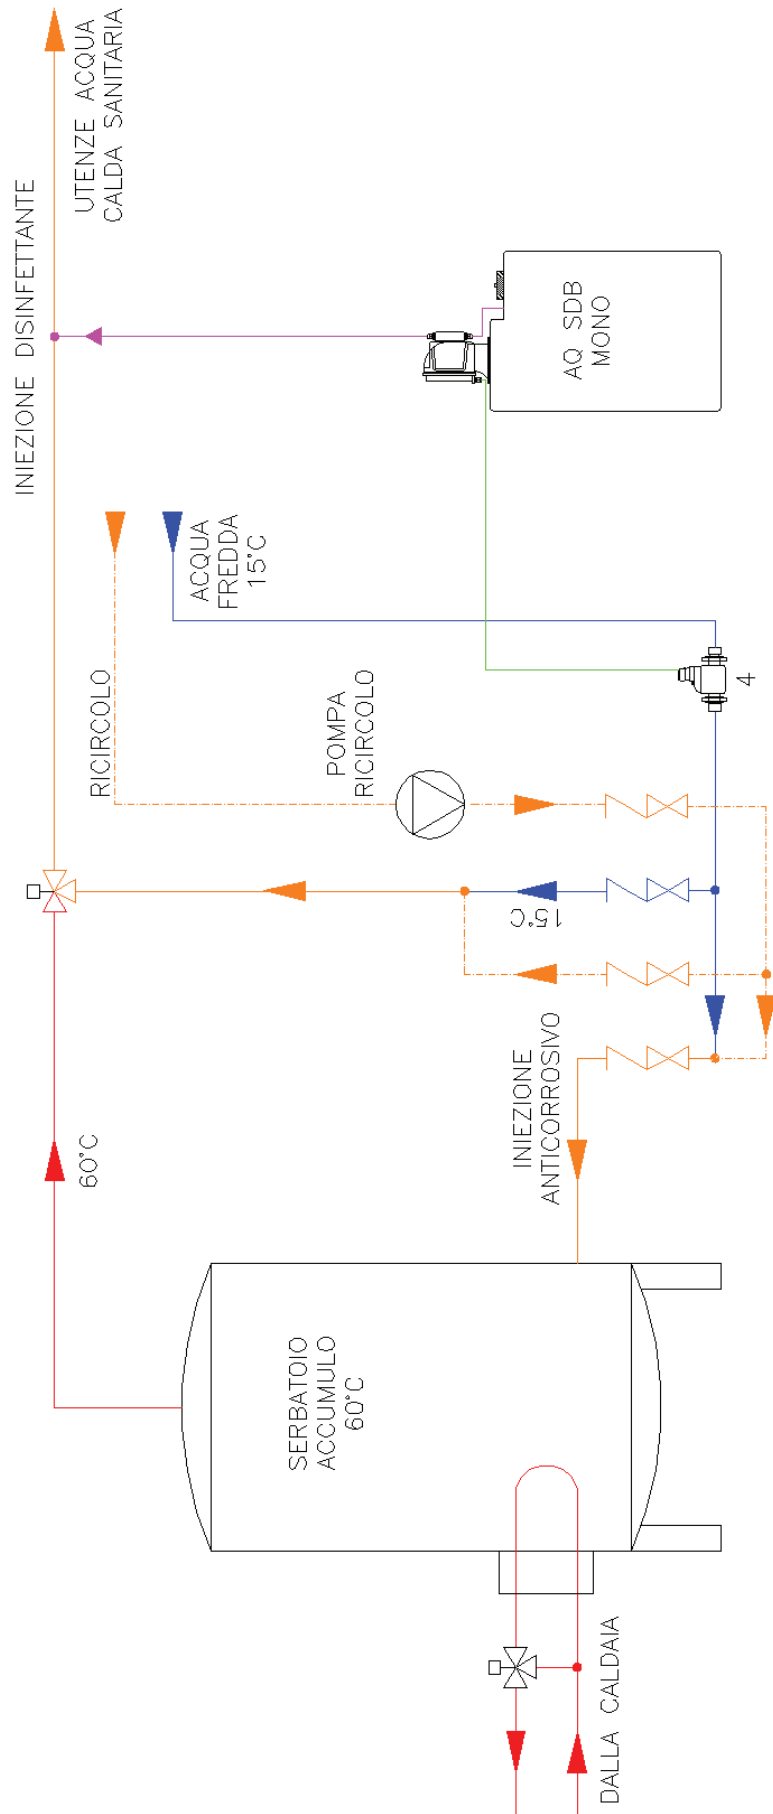 INIEZIONE DISINFETTANTE
UTENZE ACQUA
CALDA SANITARIA
AQ SDB
MONO
ACQUA
FREDDA
15°C
RICIRCOLO
POMPA
RICIRCOLO
4
15°C
60°C
INIEZIONE
ANTICORROSIVO
SERBATOIO
ACCUMULO
60°C
DALLA CALDAIA